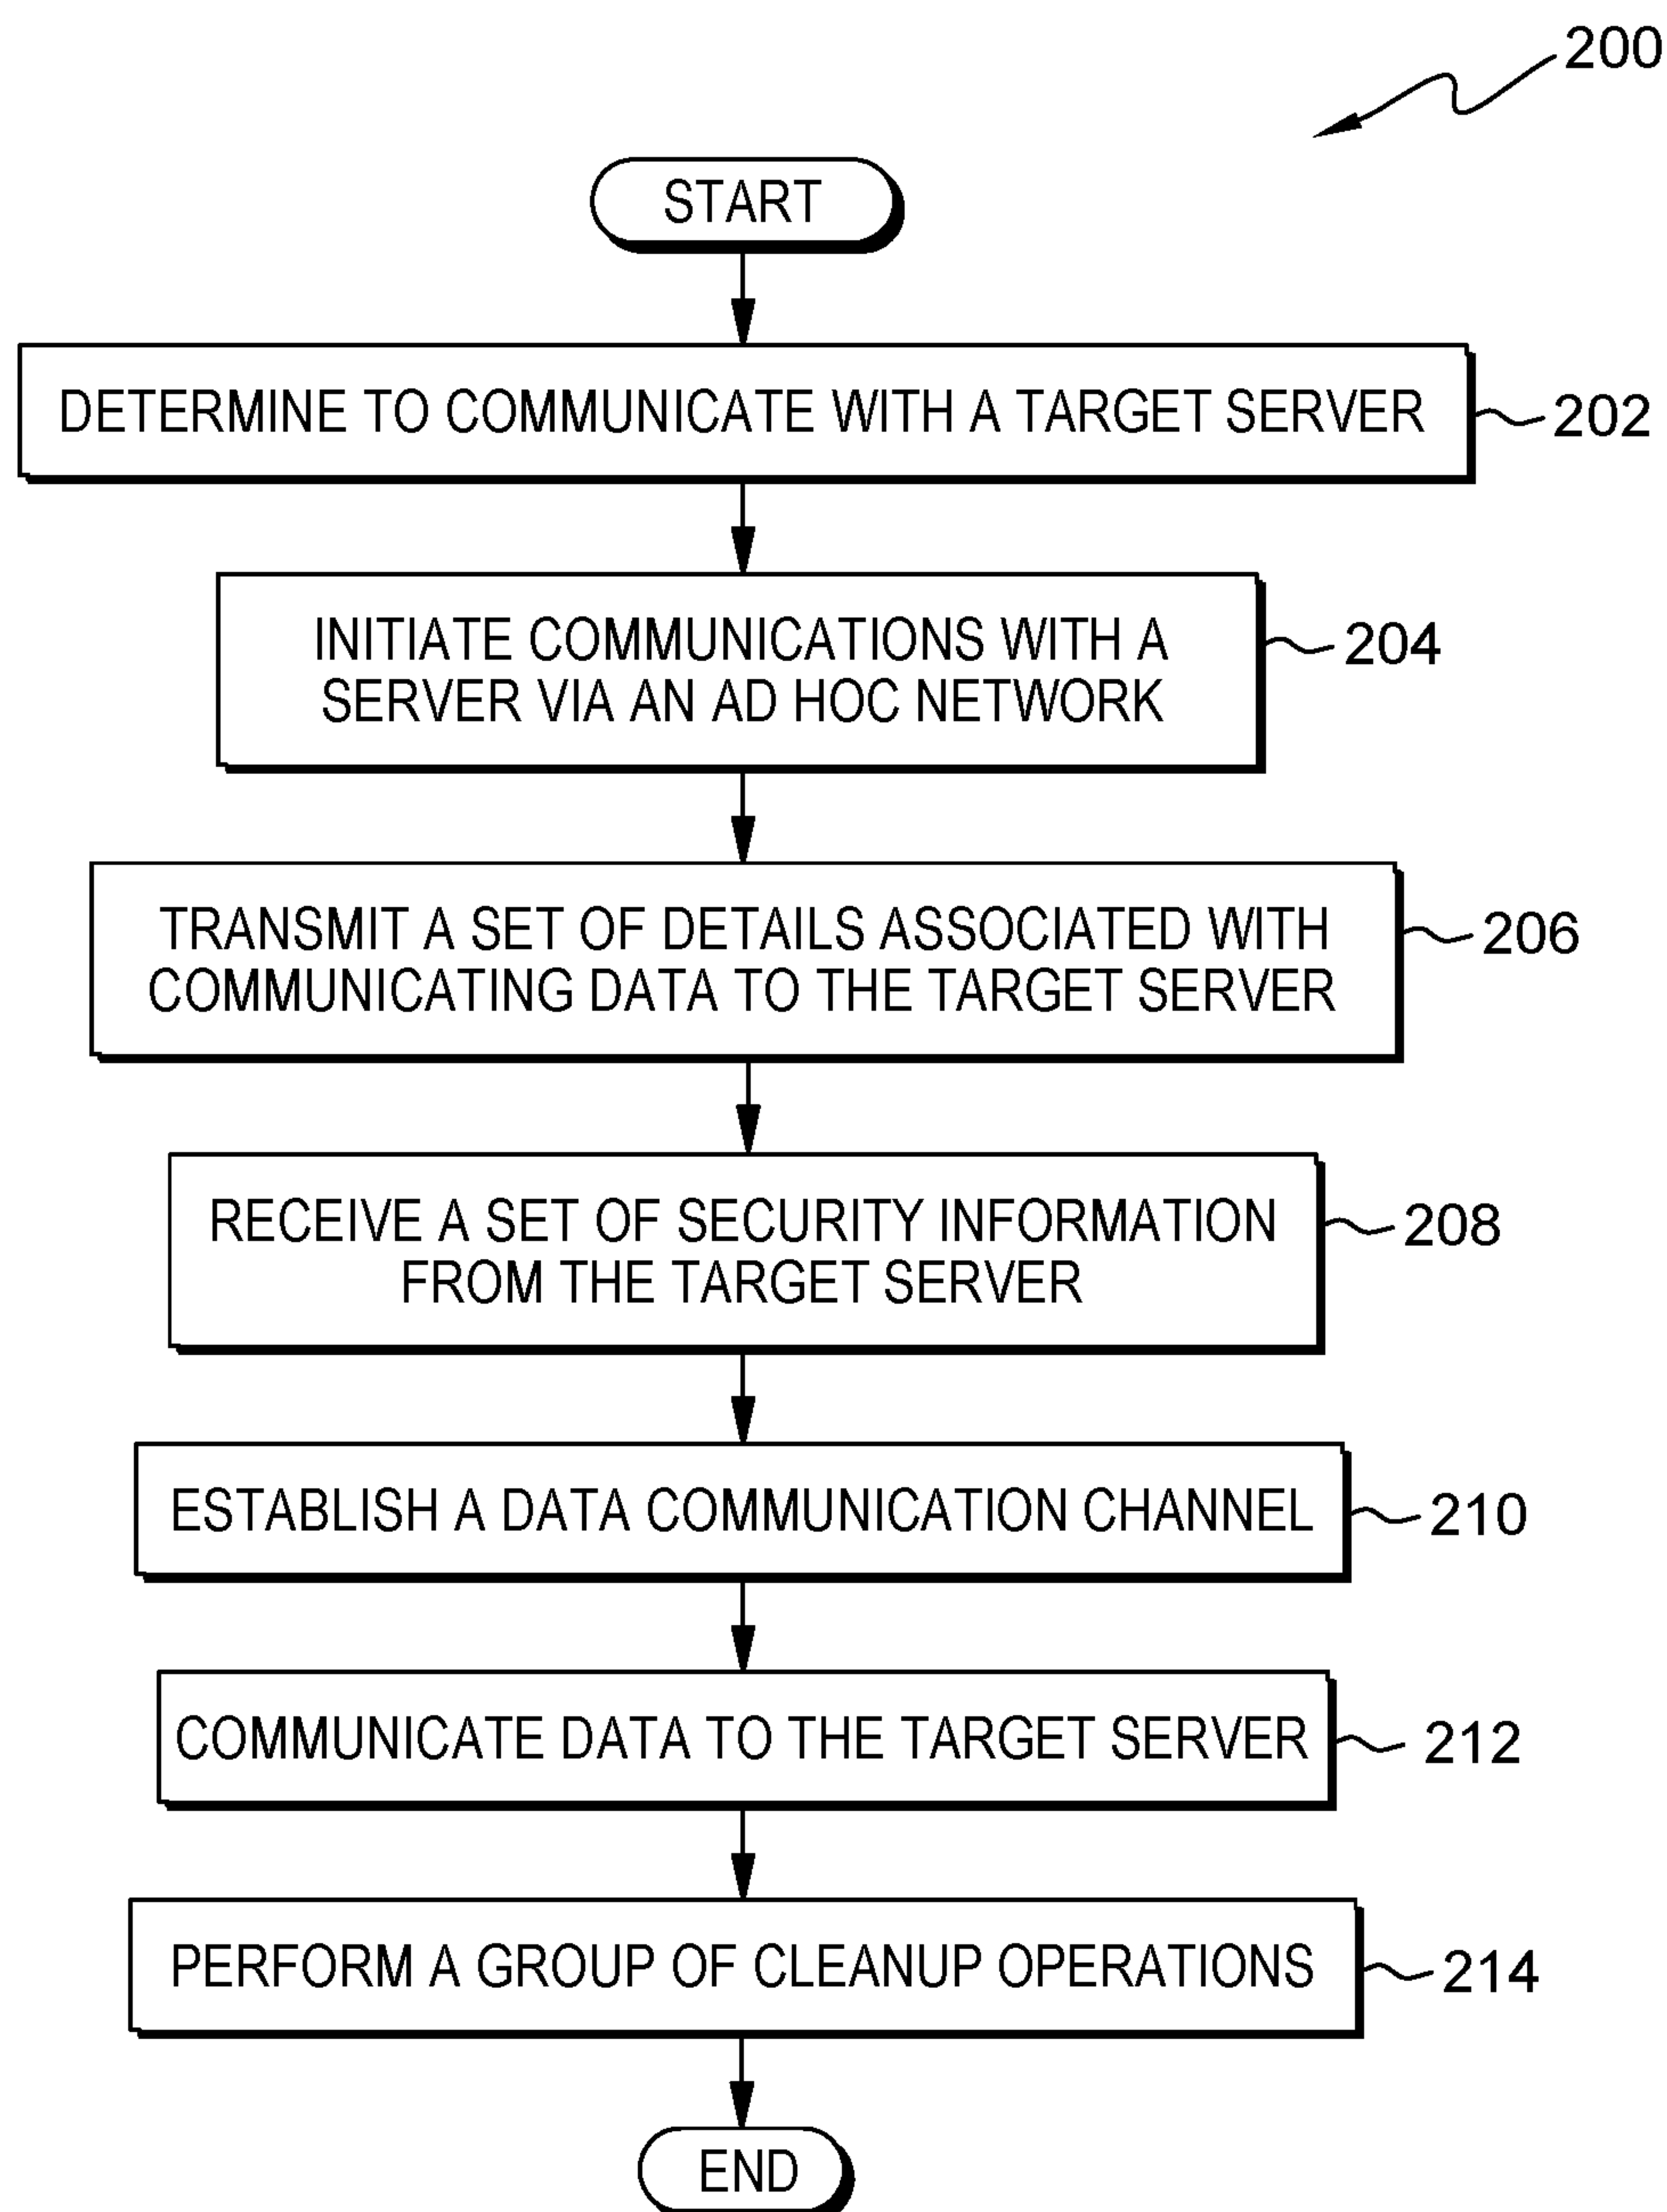 200
START
DETERMINE TO COMMUNICATE WITH A TARGET SERVER
202
INITIATE COMMUNICATIONS WITH A
SERVER VIA AN AD HOC NETWORK
204
TRANSMIT A SET OF DETAILS ASSOCIATED WITH
COMMUNICATING DATA TO THE TARGET SERVER
206
RECEIVE A SET OF SECURITY INFORMATION
FROM THE TARGET SERVER
208
ESTABLISH A DATA COMMUNICATION CHANNEL
210
COMMUNICATE DATA TO THE TARGET SERVER
212
PERFORM A GROUP OF CLEANUP OPERATIONS
214
END